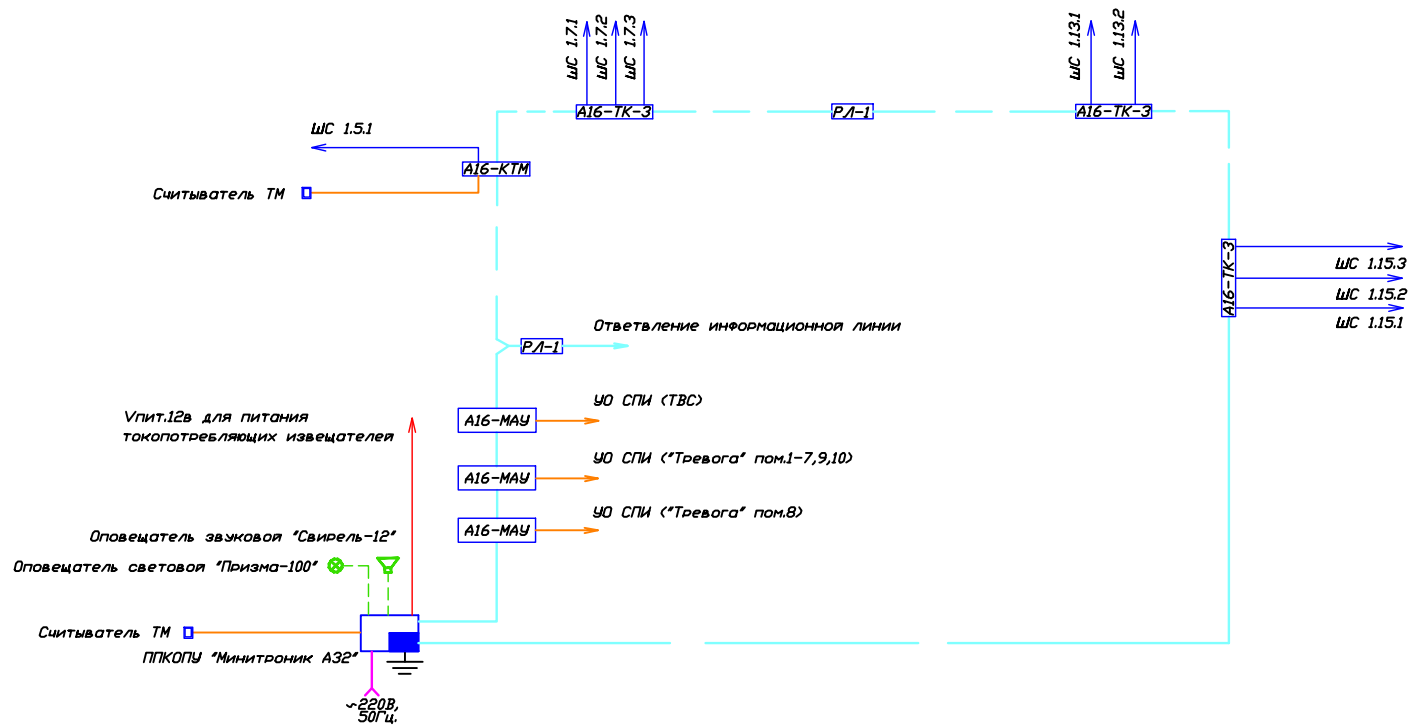 ШС 1.7.1
ШС 1.7.2
ШС 1.7.3
ШС 1.13.1
ШС 1.13.2
А16-ТК-3
РЛ-1
А16-ТК-3
ШС 1.5.1
А16-КТМ
Считыватель ТМ
А16-ТК-3
ШС 1.15.3
ШС 1.15.2
ШС 1.15.1
Ответвление информационной линии
РЛ-1
УО СПИ (ТВС)
А16-МАУ
Uпит.12в для питания
токопотребляющих извещателей
УО СПИ ("Тревога" пом.1-7,9,10)
А16-МАУ
УО СПИ ("Тревога" пом.8)
А16-МАУ
Оповещатель звуковой "Свирель-12"
Оповещатель световой "Призма-100"
Считыватель ТМ
ППКОПУ "Минитроник А32"
~220В,
50Гц.